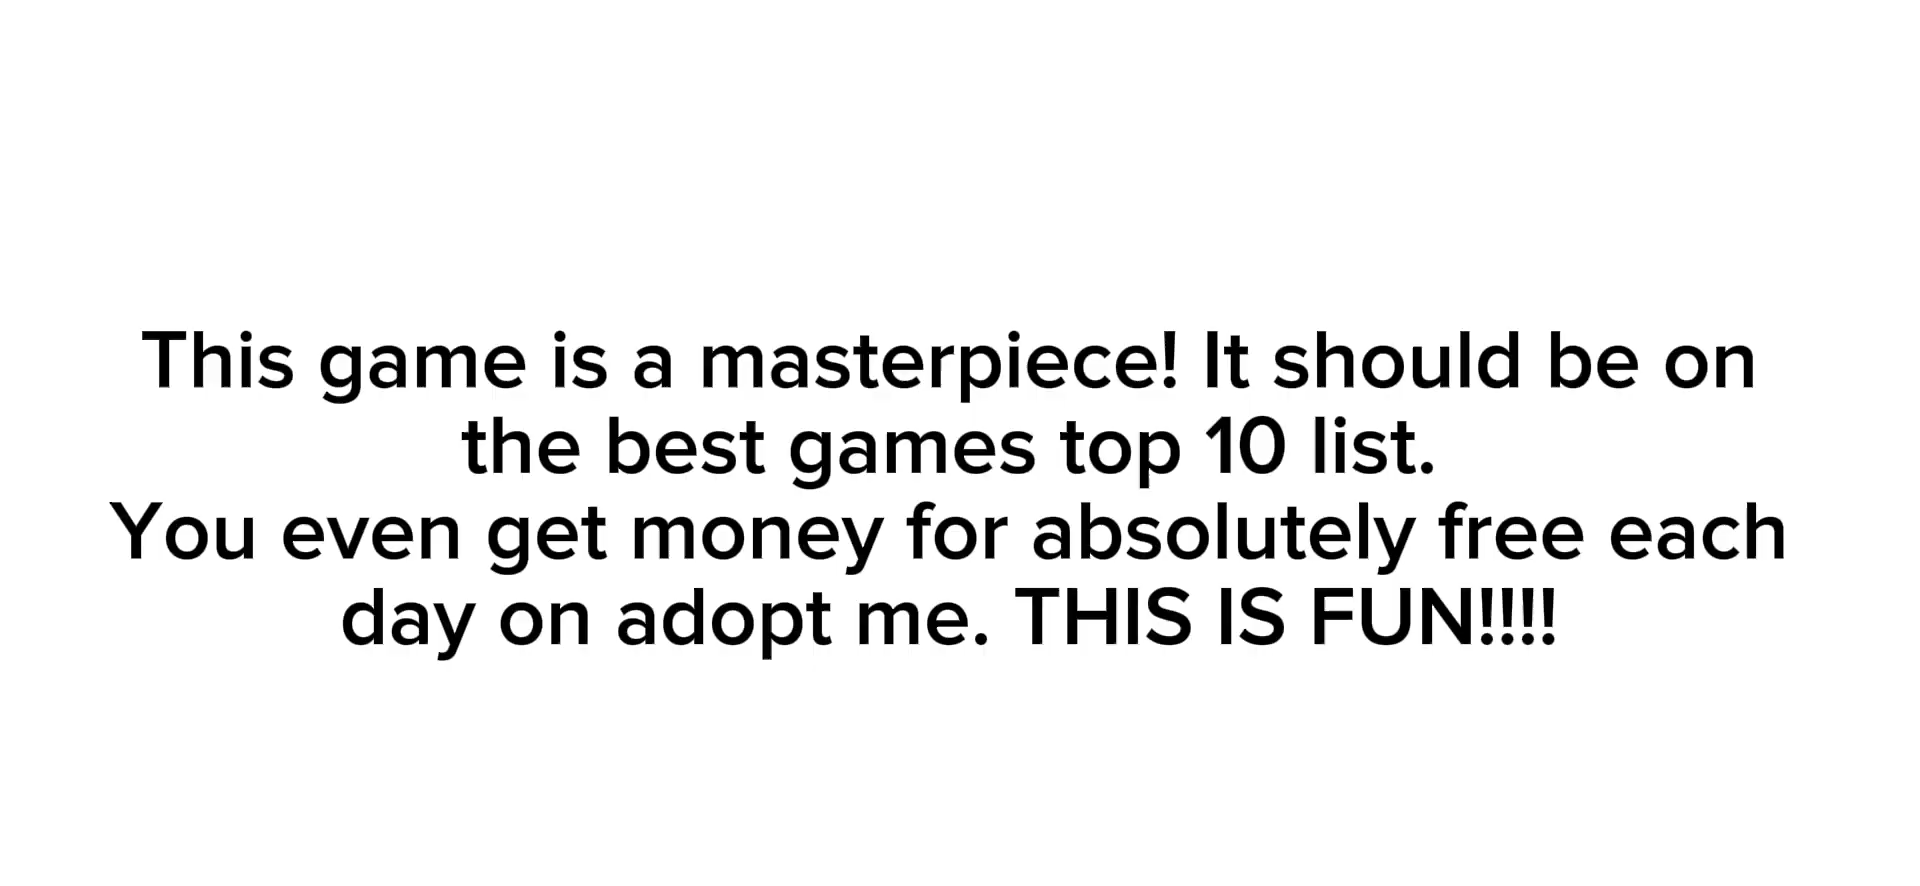 This game is a masterpiece! It should be on
the best games top 10 list.
You even get money for absolutely free each
day on adopt me. THIS IS FUN!!!!